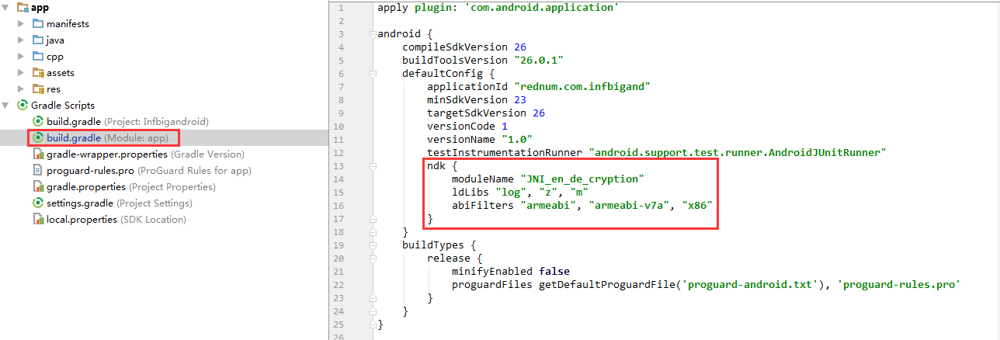 app
manifests
java
cpp
assets
res
Gradle Scripts
build.gradle (Project: Infbigandroid)
build.gradle (Module: app)
gradle-wrapper.properties (Gradle Version)
proguard-rules.pro (ProGuard Rules for app)
gradle.properties (Project Properties)
settings.gradle (Project Settings)
local.properties (SDK Location)
1 apply plugin: 'com.android.application'
2
3 android {
4 compileSdkVersion 26
5 buildToolsVersion "26.0.1"
6 defaultConfig {
7 applicationId "rednum.com.infbigand"
8 minSdkVersion 23
9 targetSdkVersion 26
10 versionCode 1
11 versionName "1.0"
12 testInstrumentationRunner "android.support.test.runner.AndroidJUnitRunner"
13 ndk {
14 moduleName "JNI_en_de_cryption"
15 ldLibs "log", "z", "m"
16 abiFilters "armeabi", "armeabi-v7a", "x86"
17 }
18 }
19 buildTypes {
20 release {
21 minifyEnabled false
22 proguardFiles getDefaultProguardFile('proguard-android.txt'), 'proguard-rules.pro'
23 }
24 }
25 }
26